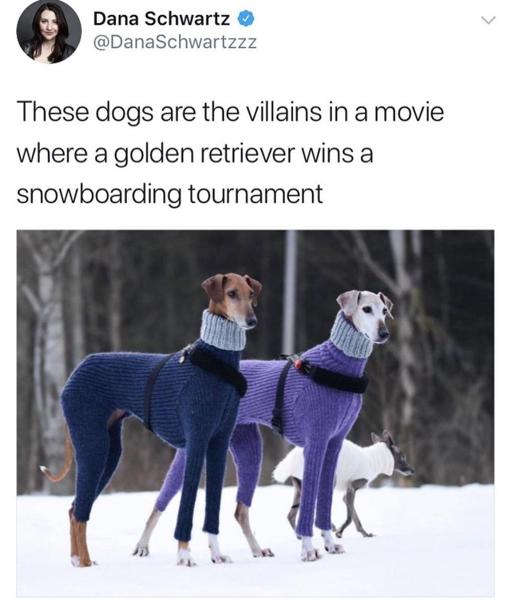 Dana Schwartz
@DanaSchwartzzz
These dogs are the villains in a movie
where a golden retriever wins a
snowboarding tournament